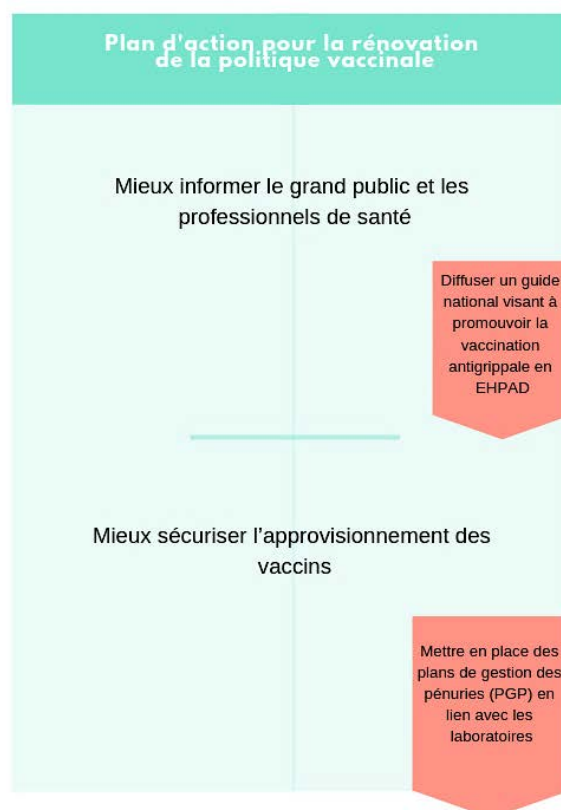 Plan d'action pour la rénovation
de la politique vaccinale
Mieux informer le grand public et les
professionnels de santé
Diffuser un guide
national visant à
promouvoir la
vaccination
antigrippale en
EHPAD
Mieux sécuriser l'approvisionnement des
vaccins
Mettre en place des
plans de gestion des
pénuries (PGP) en
lien avec les
laboratoires